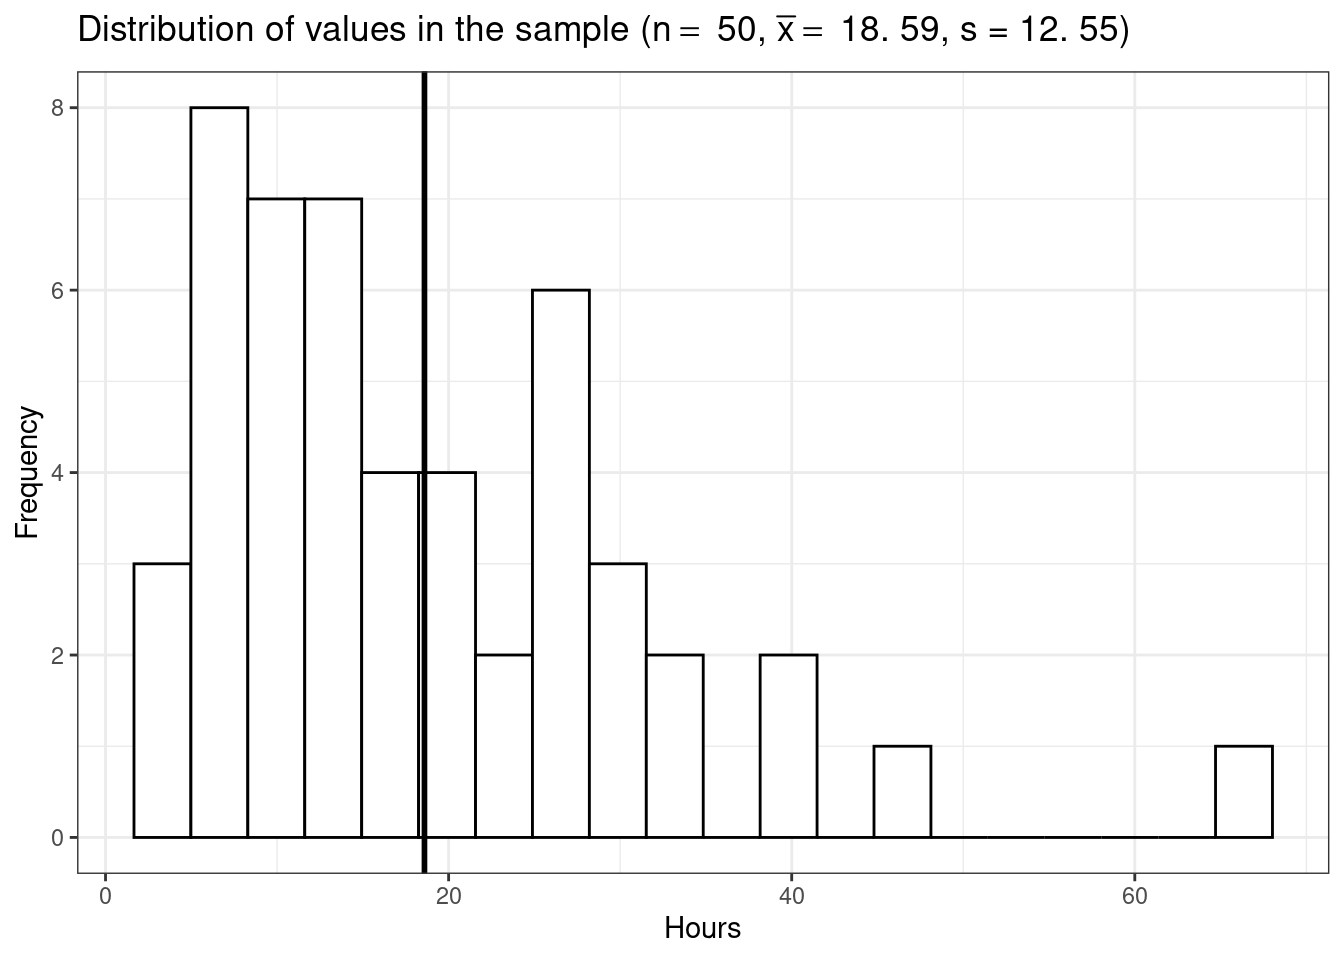 Distribution of values in the sample (n = 50, x̅ = 18. 59, s = 12. 55)
8
6
4
2
0
Frequency
0 20 40 60
Hours